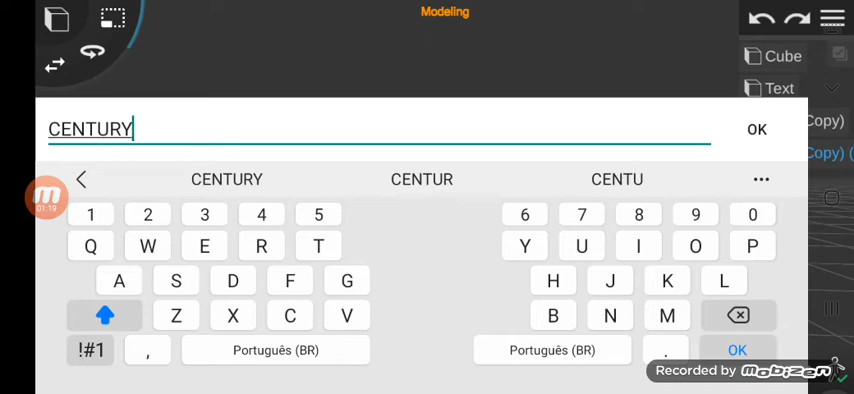 Modeling
Cube
Text
Copy)
Copy) (
CENTURY
OK
01:19
CENTURY CENTUR CENTU
1 2 3 4 5 6 7 8 9 0
Q W E R T Y U I O P
A S D F G H J K L
Z X C V B N M
!#1 , Português (BR) Português (BR) . OK
Recorded by mobizen